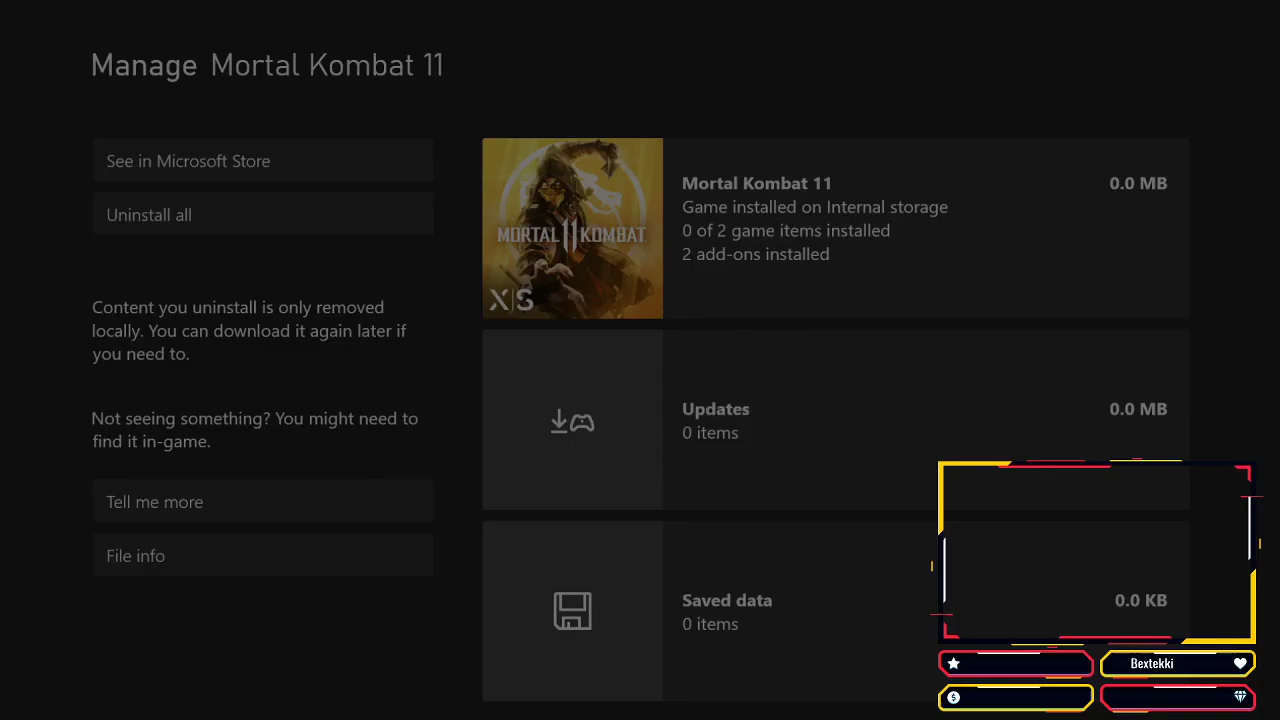 Manage Mortal Kombat 11
See in Microsoft Store
Uninstall all
Content you uninstall is only removed
locally. You can download it again later if
you need to.
Not seeing something? You might need to
find it in-game.
Tell me more
File info
MORTAL KOMBAT
X|S
Mortal Kombat 11
0.0 MB
Game installed on Internal storage
0 of 2 game items installed
2 add-ons installed
Updates
0.0 MB
0 items
Saved data
0.0 KB
0 items
Bextekki